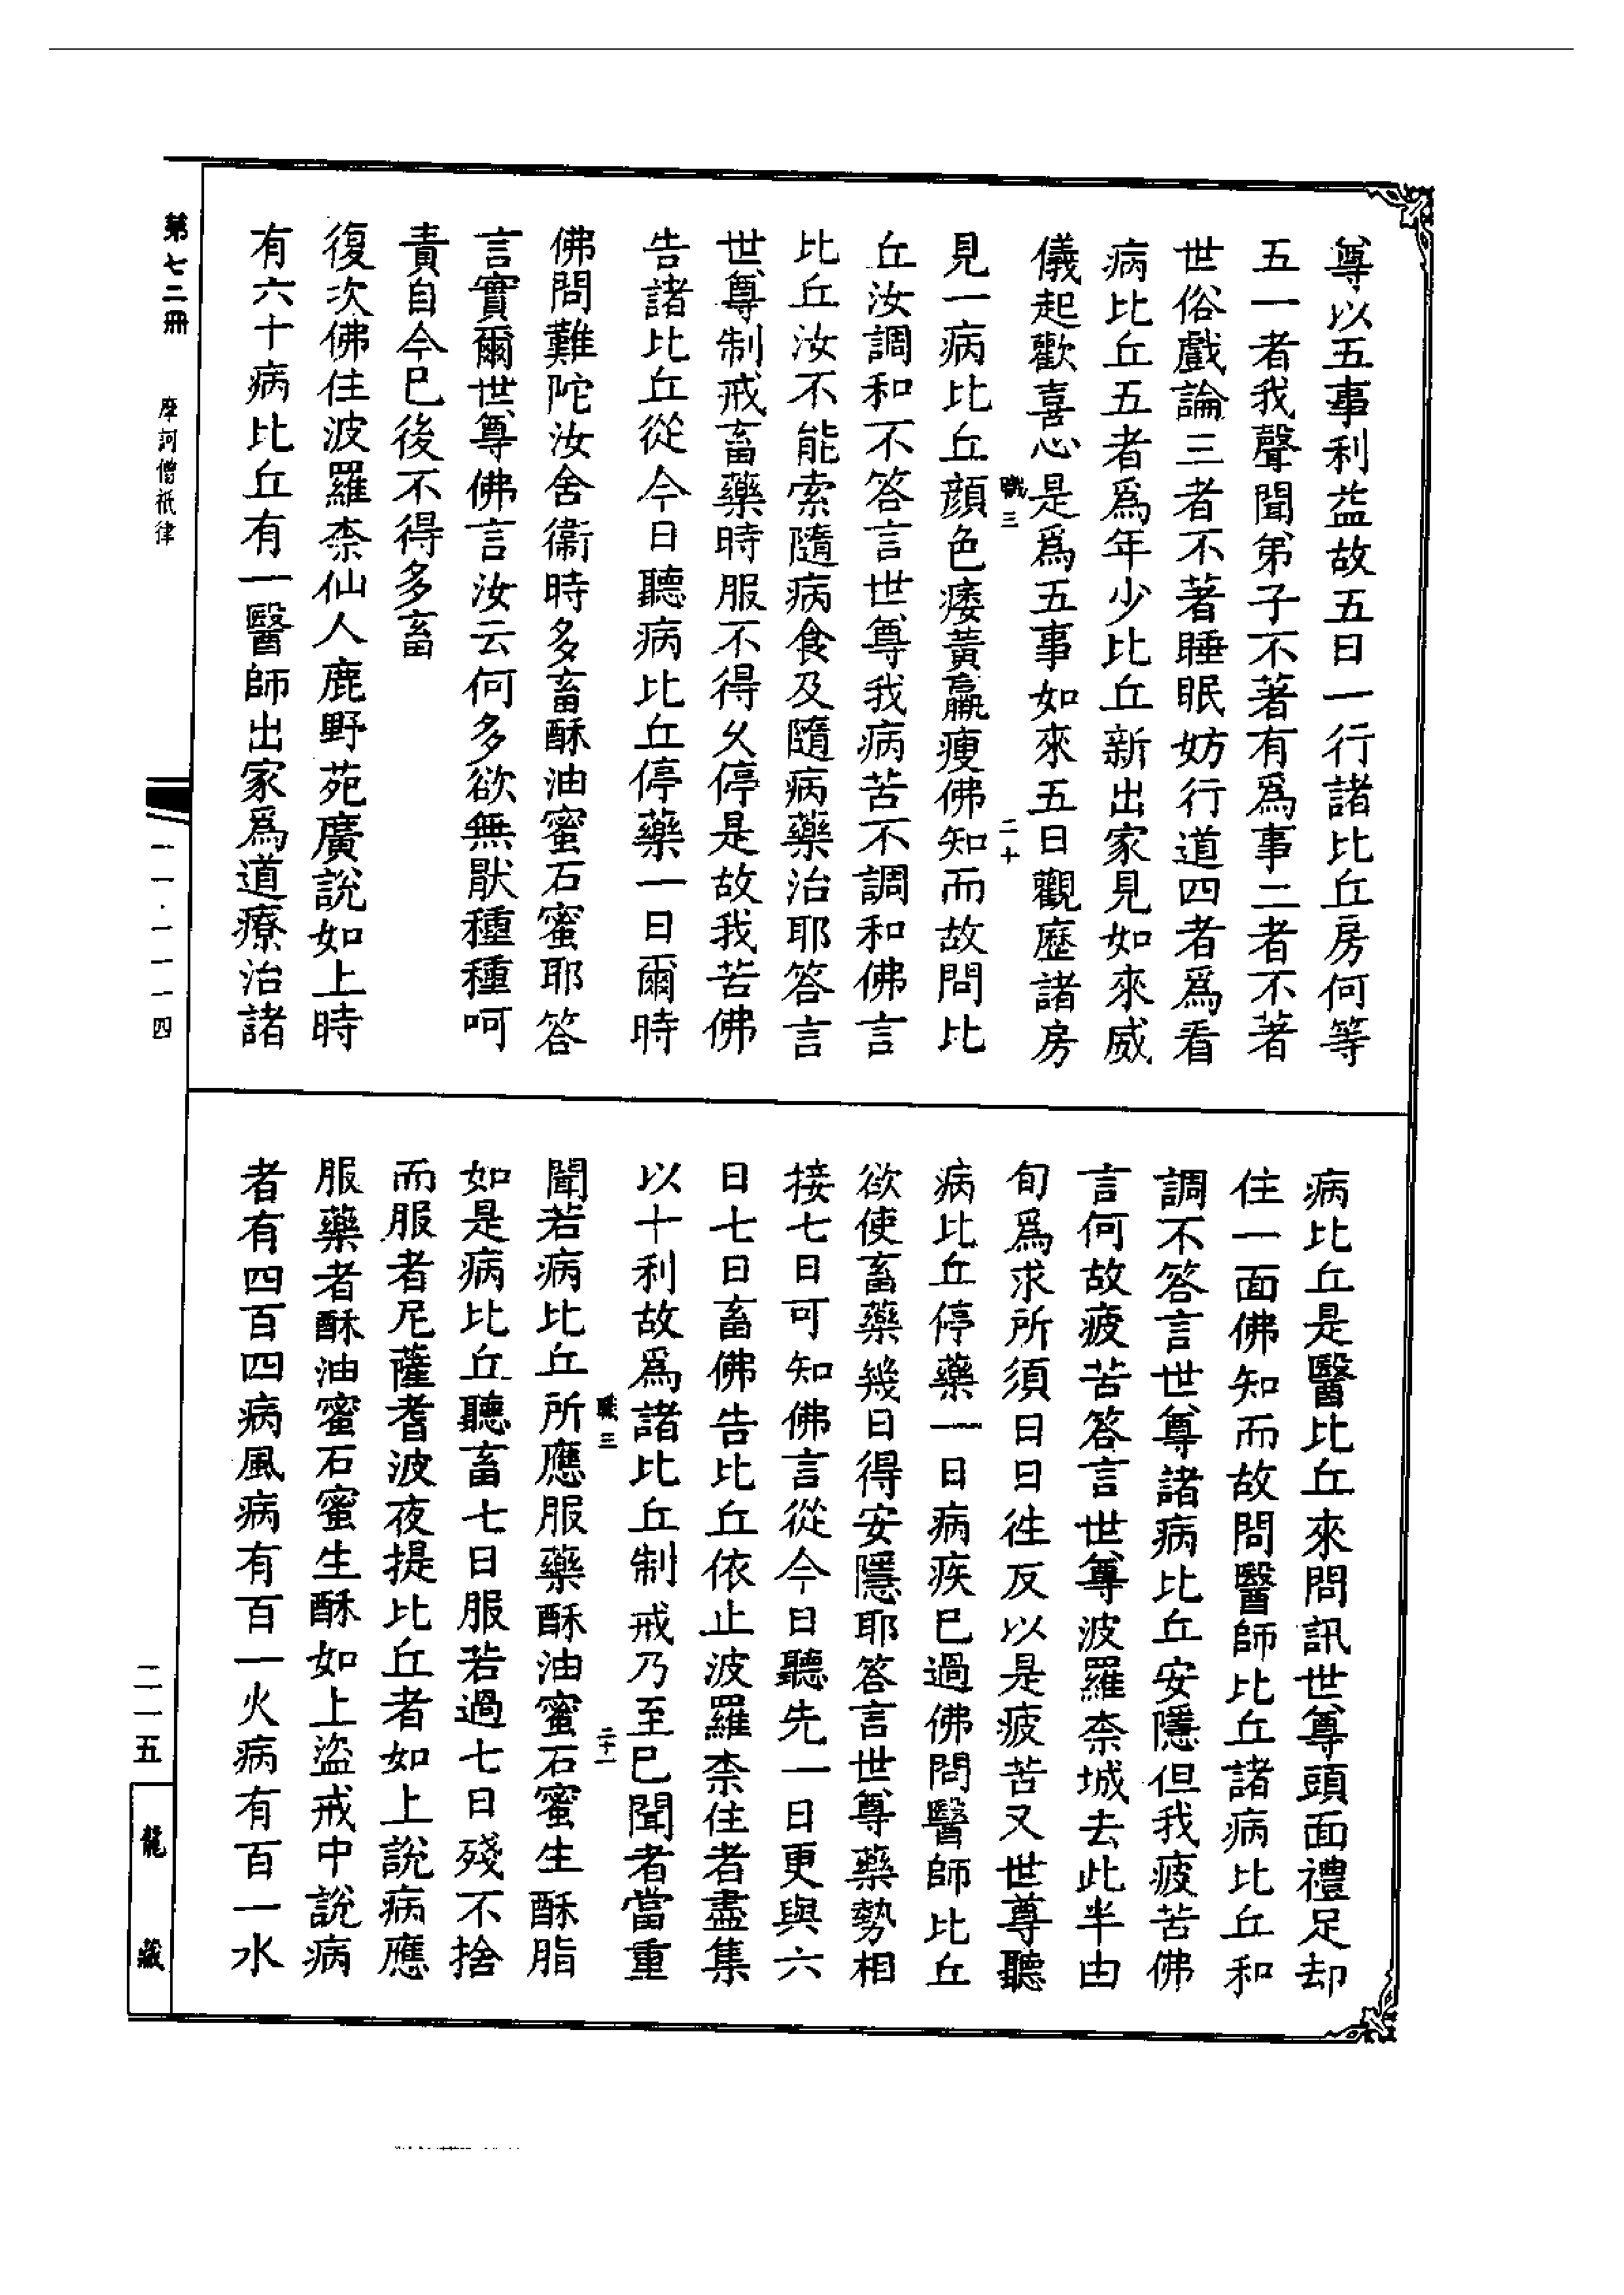 尊以五事利益故五日一行諸比丘房何等
五一者我聲聞弟子不著有爲事二者不著
世俗戲論三者不著睡眠妨行道四者爲看
病比丘五者爲年少比丘新出家見如來威
儀起歡喜心是爲五事如來五日觀歷諸房
職三
二十
見一病比丘顏色痿黃羸瘦佛知而故問比
丘汝調和不答言世尊我病苦不調和佛言
比丘汝不能索隨病食及隨病藥治耶答言
世尊制戒畜藥時服不得久停是故我苦佛
告諸比丘從今日聽病比丘停藥一日爾時
佛問難陀汝舍衞時多畜酥油蜜石蜜耶答
言實爾世尊佛言汝云何多欲無厭種種呵
責自今已後不得多畜
復次佛住波羅柰仙人鹿野苑廣說如上時
有六十病比丘有一醫師出家爲道療治諸
病比丘是醫比丘來問訊世尊頭面禮足却
住一面佛知而故問醫師比丘諸病比丘和
調不答言世尊諸病比丘安隱但我疲苦佛
言何故疲苦答言世尊波羅柰城去此半由
旬爲求所須日日徃反以是疲苦又世尊聽
病比丘停藥一日病疾已過佛問醫師比丘
欲使畜藥幾日得安隱耶答言世尊藥勢相
接七日可知佛言從今日聽先一日更與六
日七日畜佛告比丘依止波羅柰住者盡集
以十利故爲諸比丘制戒乃至已聞者當重
職三
二十一
聞若病比丘所應服藥酥油蜜石蜜生酥脂
如是病比丘聽畜七日服若過七日殘不捨
而服者尼薩耆波夜提比丘者如上說病應
服藥者酥油蜜石蜜生酥如上盜戒中說病
者有四百四病風病有百一火病有百一水
第七二冊
摩訶僧祇律
一一·一一一四
二一五
龍藏